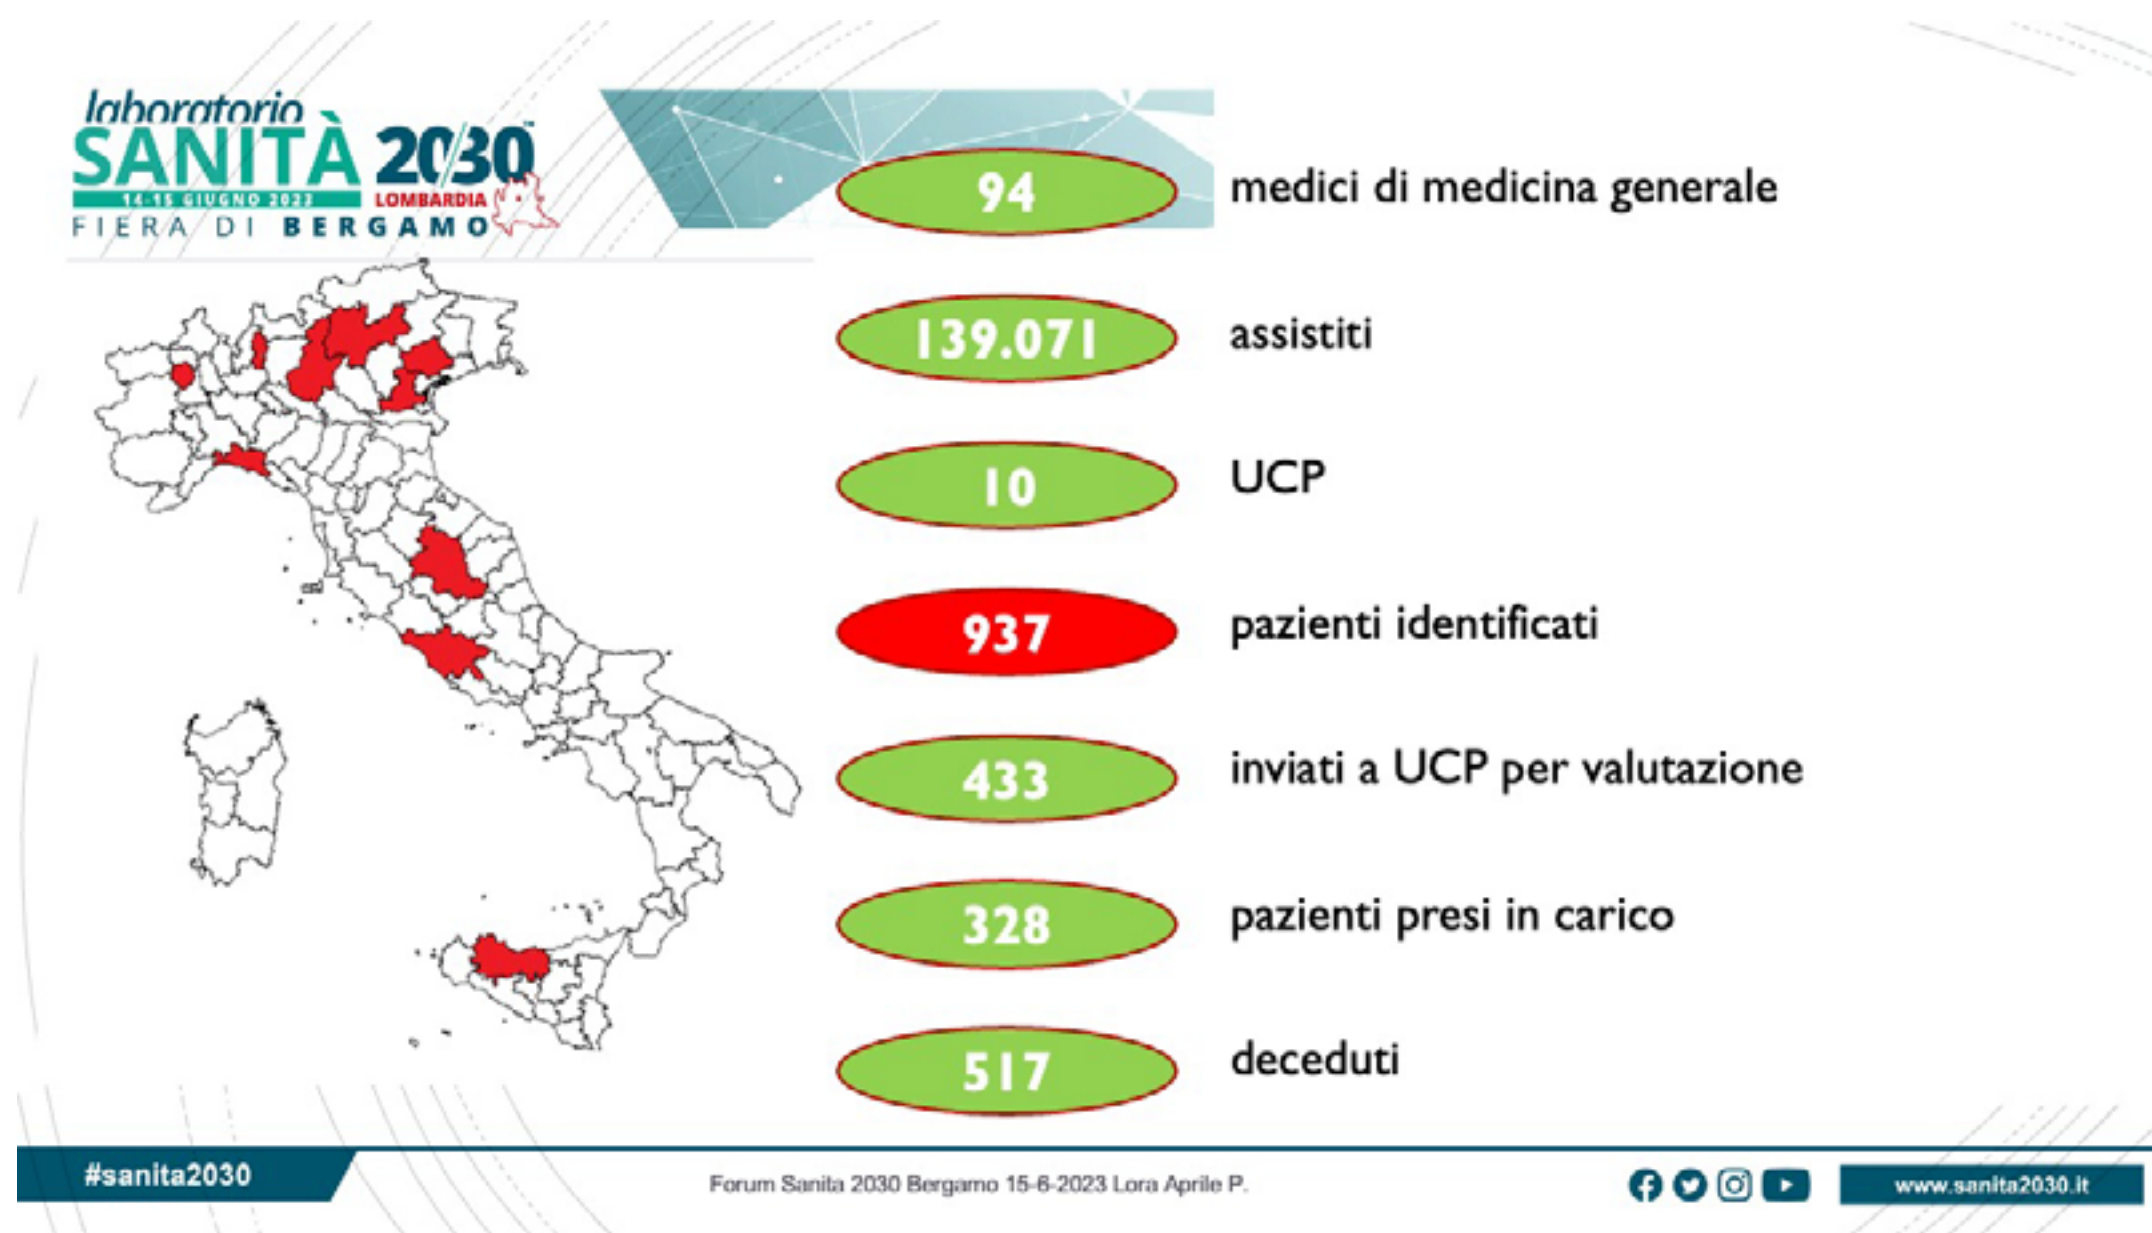 laboratorio
SANITÀ 20/30
14-15 GIUGNO 2023
LOMBARDIA
FIERA DI BERGAMO
94 medici di medicina generale
139.071 assistiti
10 UCP
937 pazienti identificati
433 inviati a UCP per valutazione
328 pazienti presi in carico
517 deceduti
#sanita2030
Forum Sanita 2030 Bergamo 15-6-2023 Lora Aprile P.
www.sanita2030.it